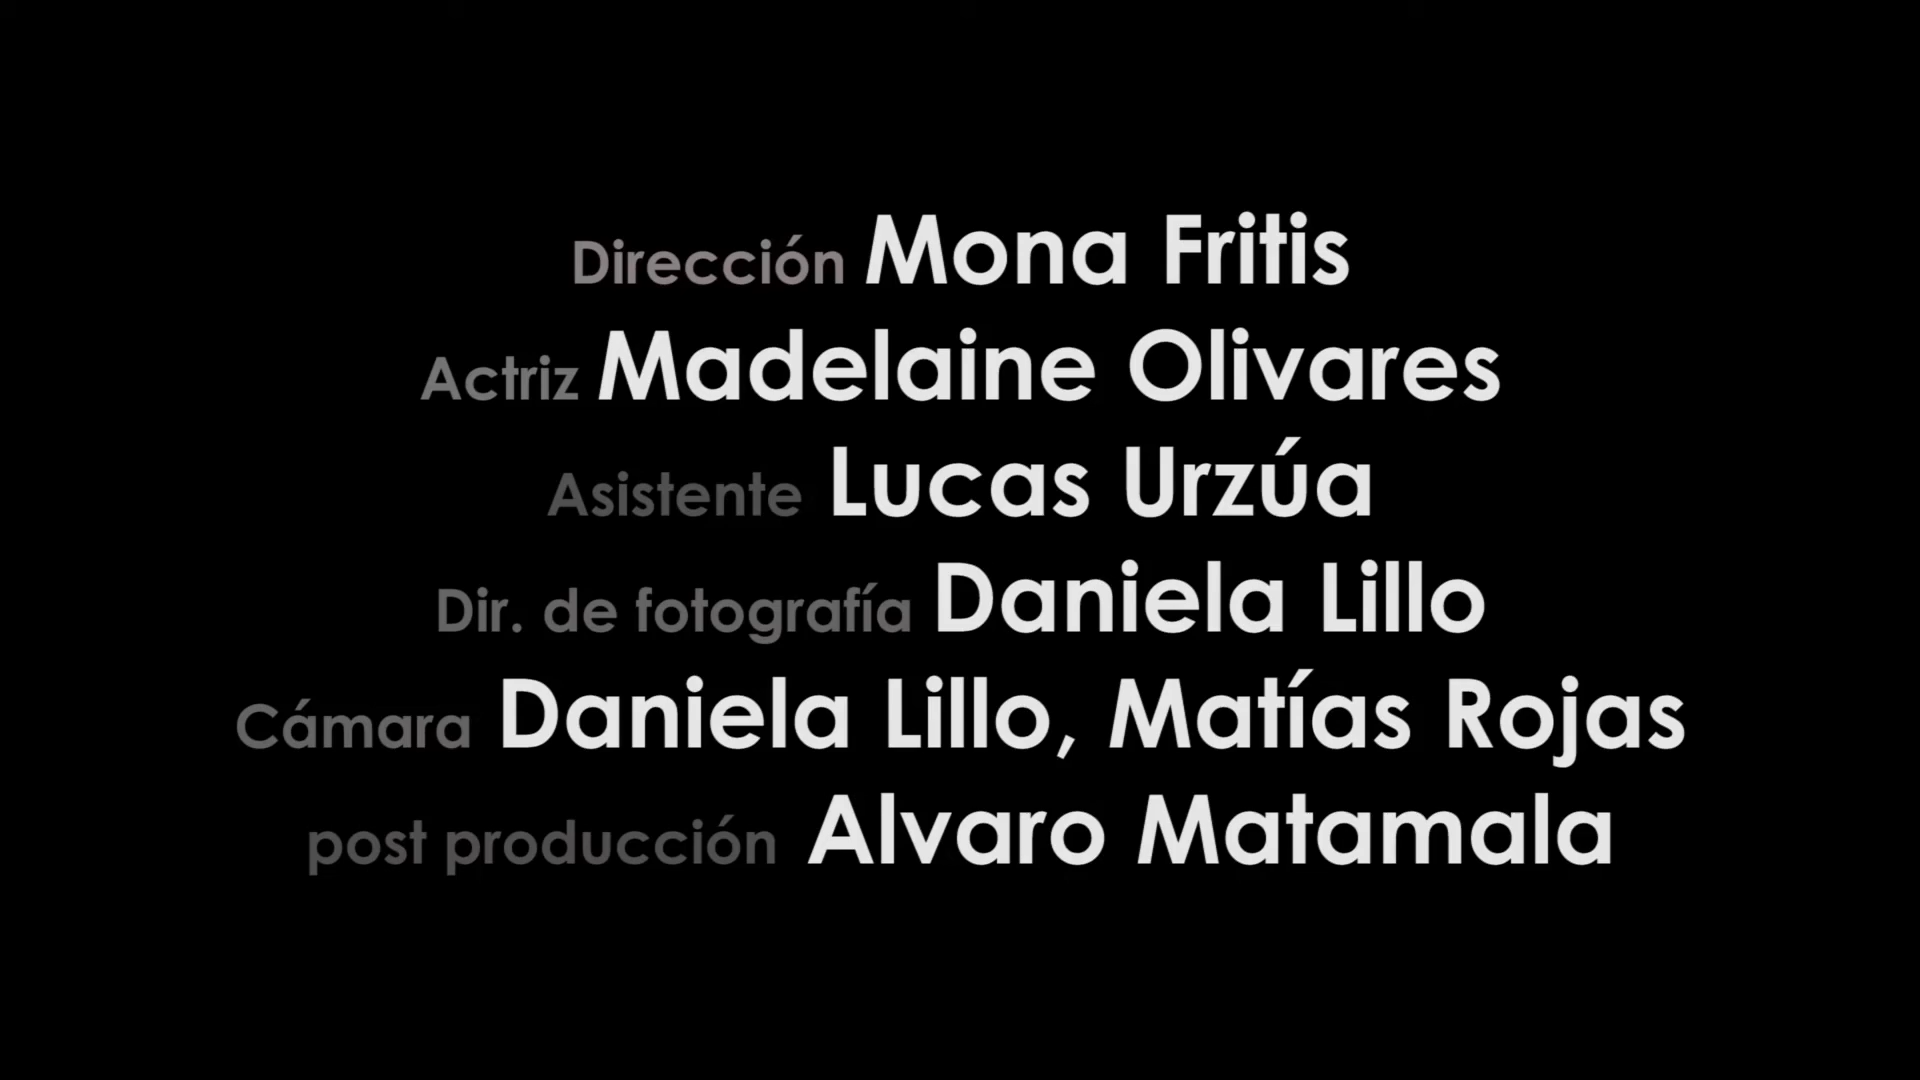 Dirección Mona Fritis
Actriz Madelaine Olivares
Asistente Lucas Urzúa
Dir. de fotografía Daniela Lillo
Cámara Daniela Lillo, Matías Rojas
post producción Alvaro Matamala